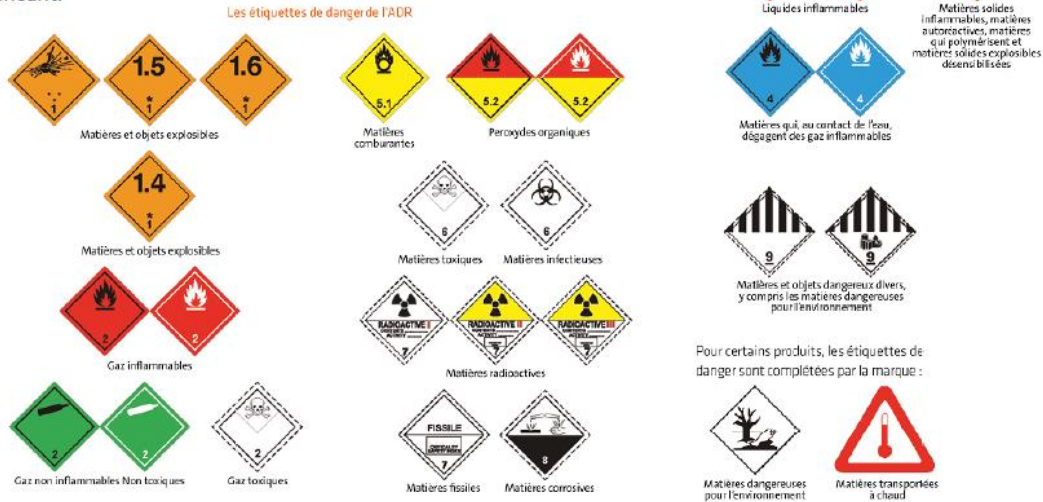 Les étiquettes de danger de l'ADR
1
1.5
*
1
1.6
*
1
Matières et objets explosibles
1.4
*
1
Matières et objets explosibles
2
2
Gaz inflammables
2
2
Gaz non inflammables Non toxiques
2
Gaz toxiques
5.1
Matières
comburantes
5.2
5.2
Peroxydes organiques
6
Matières toxiques
6
Matières infectieuses
RADIOACTIVE I
7
RADIOACTIVE II
7
RADIOACTIVE III
7
Matières radioactives
FISSILE
CRITICALITY
SAFETY INDEX
7
Matières fissiles
8
Matières corrosives
Liquides inflammables
Matières solides
inflammables, matières
autoréactives, matières
qui polymérisent et
matières solides explosibles
désensibilisées
4
4
Matières qui, au contact de l'eau,
dégagent des gaz inflammables
9
9
Matières et objets dangereux divers,
y compris les matières dangereuses
pour l'environnement
Pour certains produits, les étiquettes de
danger sont complétées par la marque :
Matières dangereuses
pour l'environnement
Matières transportées
à chaud